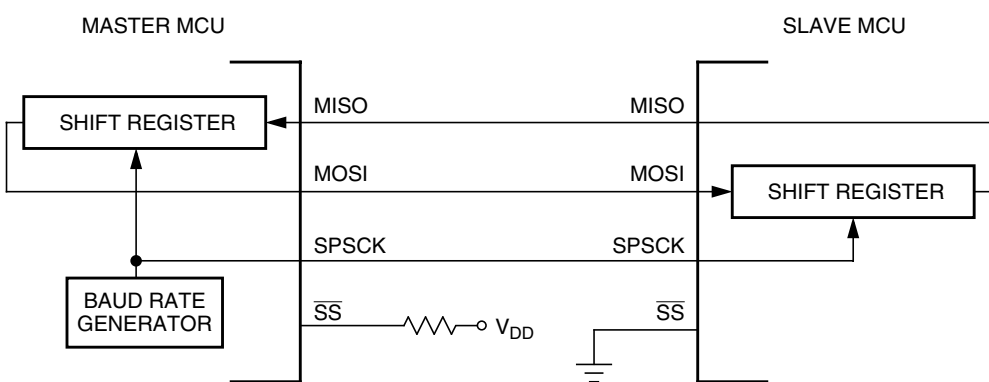 MASTER MCU
SLAVE MCU
SHIFT REGISTER
MISO
MISO
MOSI
MOSI
SHIFT REGISTER
SPSCK
SPSCK
BAUD RATE
GENERATOR
SS
VDD
SS